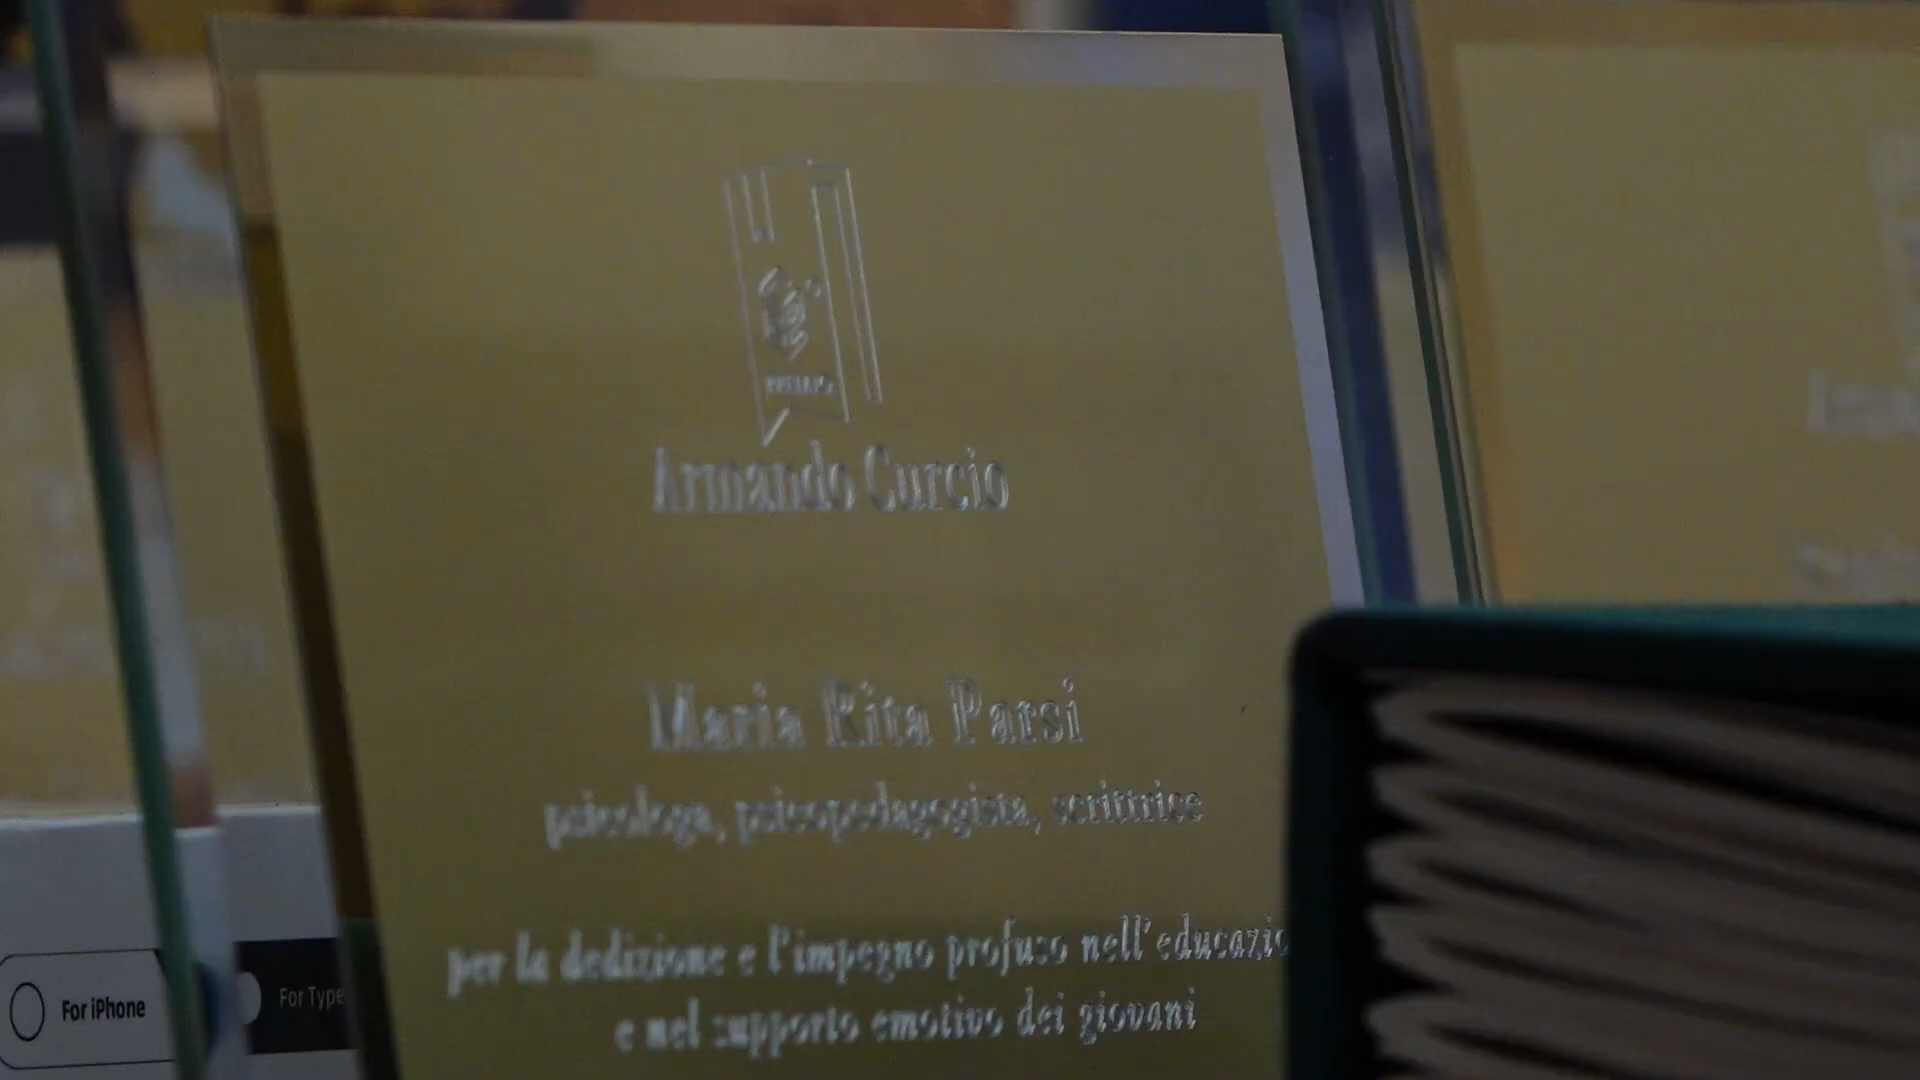 PREMIO
Armando Curcio
Maria Rita Parsi
psicologa, psicopedagogista, scrittrice
per la dedizione e l'impegno profuso nell'educazio
e nel supporto emotivo dei giovani
For iPhone
For Type